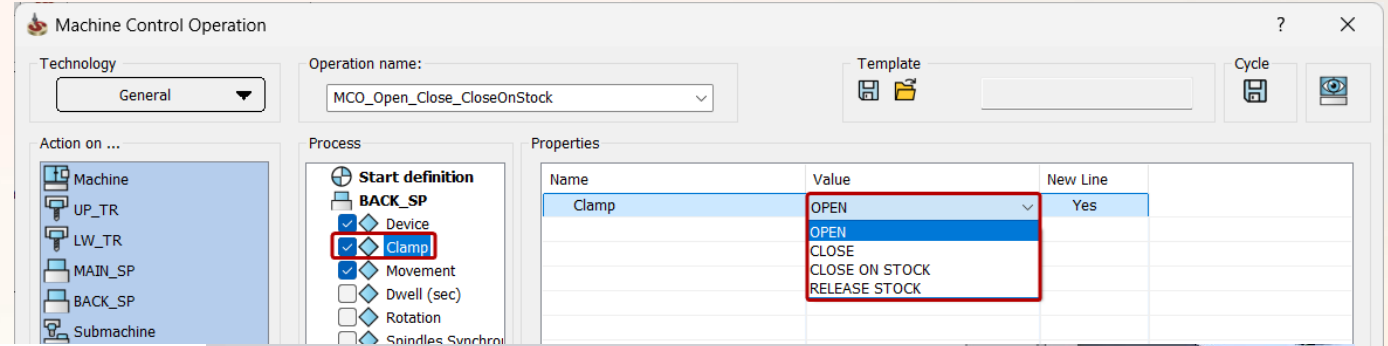 Machine Control Operation
?
Technology
Operation name:
Template
Cycle
General
MCO_Open_Close_CloseOnStock
Action on ...
Process
Properties
Machine
UP_TR
LW_TR
MAIN_SP
BACK_SP
Submachine
Start definition
BACK_SP
Device
Clamp
Movement
Dwell (sec)
Rotation
Spindles Synchro
Name
Value
New Line
Clamp
OPEN
Yes
OPEN
CLOSE
CLOSE ON STOCK
RELEASE STOCK